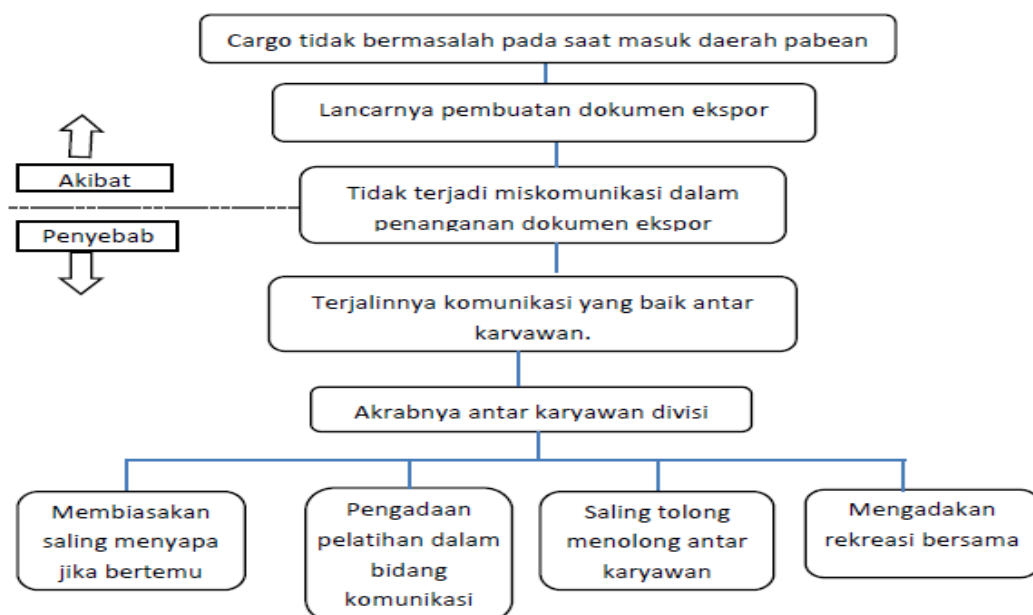 Cargo tidak bermasalah pada saat masuk daerah pabean
Lancarnya pembuatan dokumen ekspor
Akibat
Tidak terjadi miskomunikasi dalam
penanganan dokumen ekspor
Penyebab
Terjalinnya komunikasi yang baik antar
karyawan.
Akrabnya antar karyawan divisi
Membiasakan
saling menyapa
jika bertemu
Pengadaan
pelatihan dalam
bidang
komunikasi
Saling tolong
menolong antar
karyawan
Mengadakan
rekreasi bersama